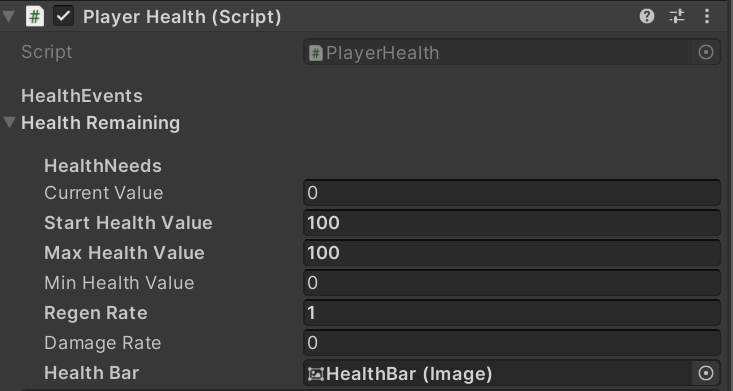 Player Health (Script)
Script PlayerHealth
HealthEvents
Health Remaining
HealthNeeds
Current Value 0
Start Health Value 100
Max Health Value 100
Min Health Value 0
Regen Rate 1
Damage Rate 0
Health Bar HealthBar (Image)